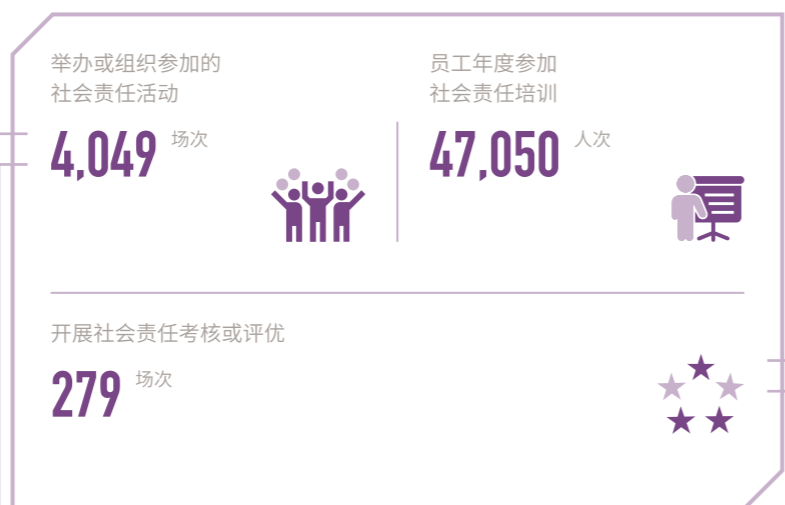 举办或组织参加的
社会责任活动
4,049 场次
员工年度参加
社会责任培训
47,050 人次
开展社会责任考核或评优
279 场次